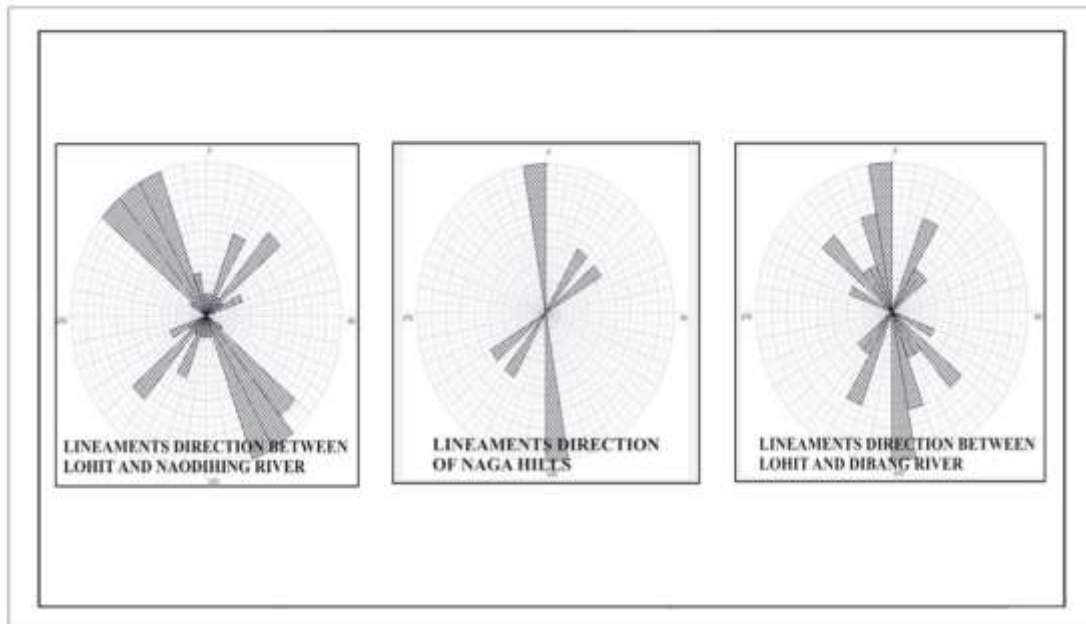 LINEAMENTS DIRECTION BETWEEN
LOHIT AND NAODIHING RIVER
LINEAMENTS DIRECTION
OF NAGA HILLS
LINEAMENTS DIRECTION BETWEEN
LOHIT AND DIBANG RIVER